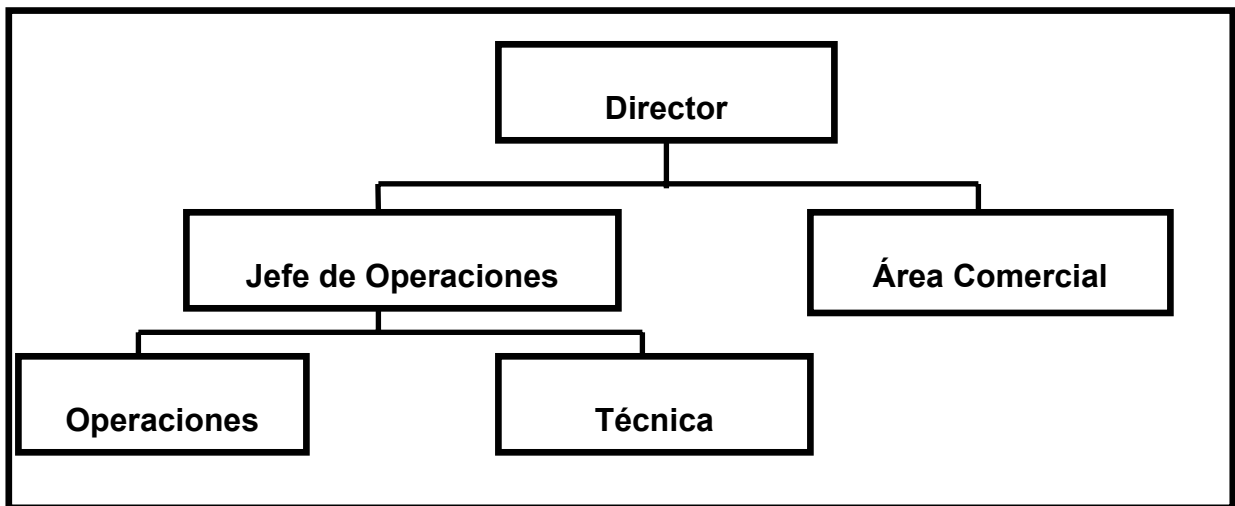 Director
Jefe de Operaciones
Área Comercial
Operaciones
Técnica